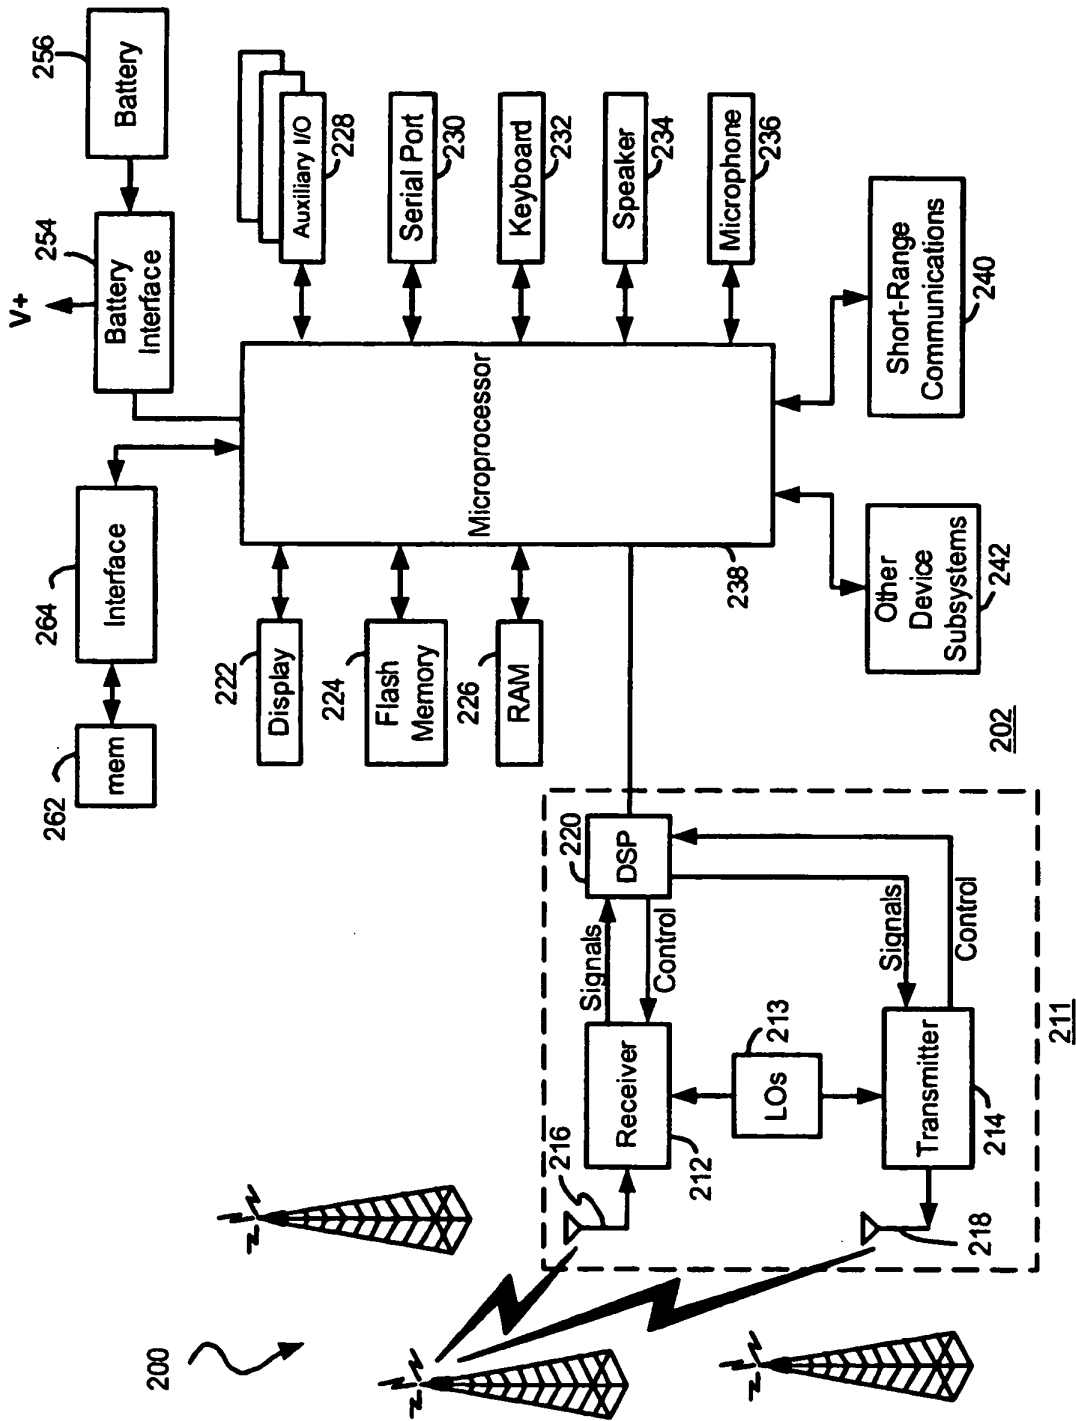 200
262
mem
264
Interface
V+
254
Battery
Interface
256
Battery
222
Display
224
Flash
Memory
226
RAM
Microprocessor
238
Auxiliary I/O
228
Serial Port
230
Keyboard
232
Speaker
234
Microphone
236
Short-Range
Communications
240
Other
Device
Subsystems
242
202
216
Receiver
212
Signals
Control
220
DSP
213
LOs
Signals
Control
Transmitter
214
218
211